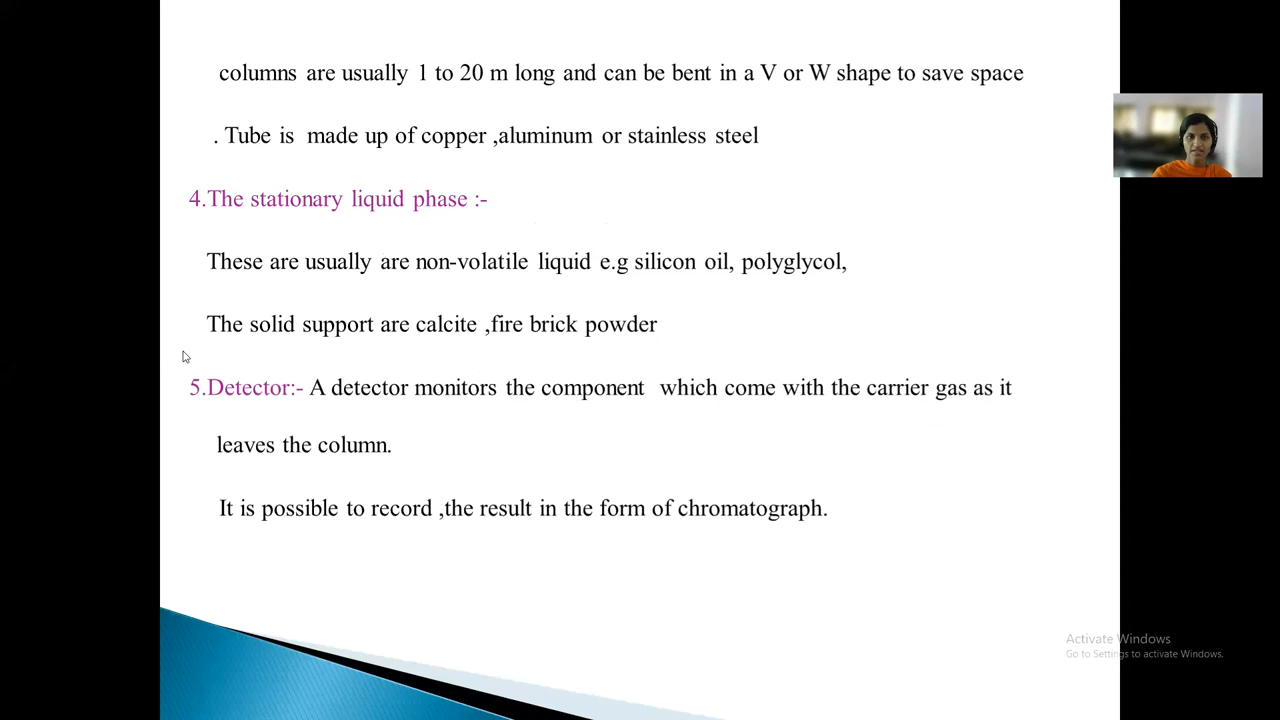 columns are usually 1 to 20 m long and can be bent in a V or W shape to save space
. Tube is made up of copper ,aluminum or stainless steel
4.The stationary liquid phase :-
These are usually are non-volatile liquid e.g silicon oil, polyglycol,
The solid support are calcite ,fire brick powder
5.Detector:- A detector monitors the component which come with the carrier gas as it
leaves the column.
It is possible to record ,the result in the form of chromatograph.
Activate Windows
Go to Settings to activate Windows.